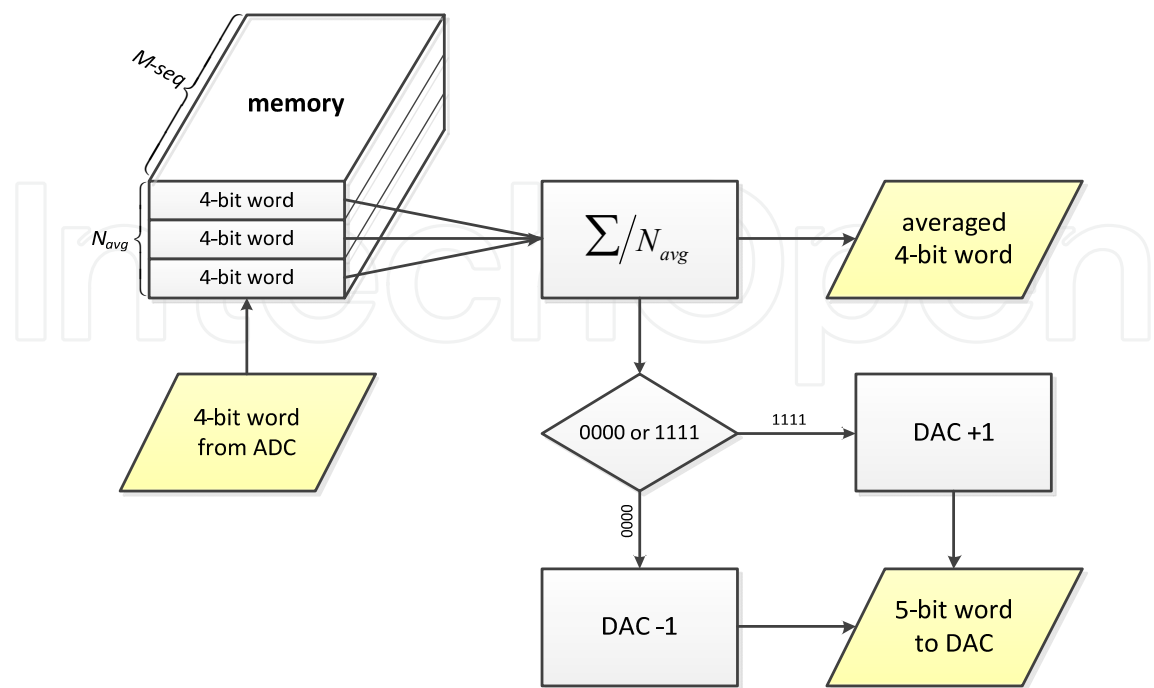 M-seq
memory
N_avg
4-bit word
4-bit word
4-bit word
∑/N_avg
averaged
4-bit word
4-bit word
from ADC
0000 or 1111
1111
DAC +1
0000
DAC -1
5-bit word
to DAC
IntechOpen